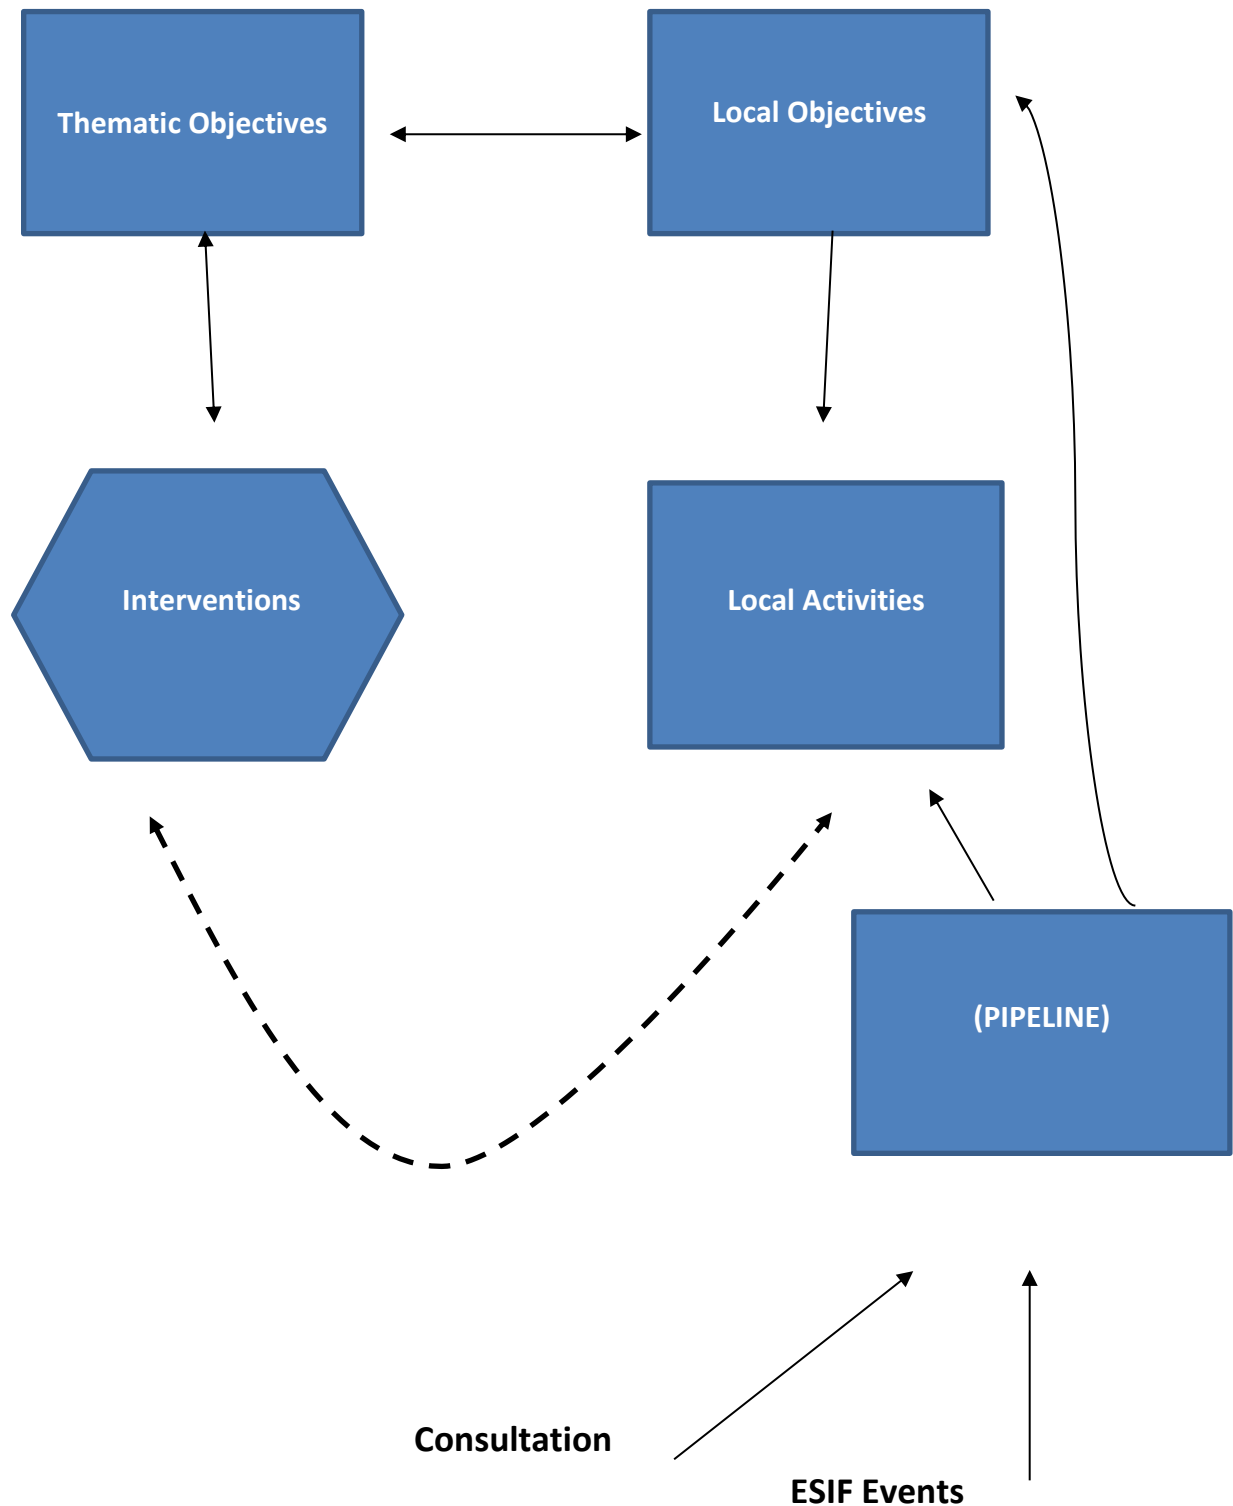 Thematic Objectives
Local Objectives
Interventions
Local Activities
(PIPELINE)
Consultation
ESIF Events